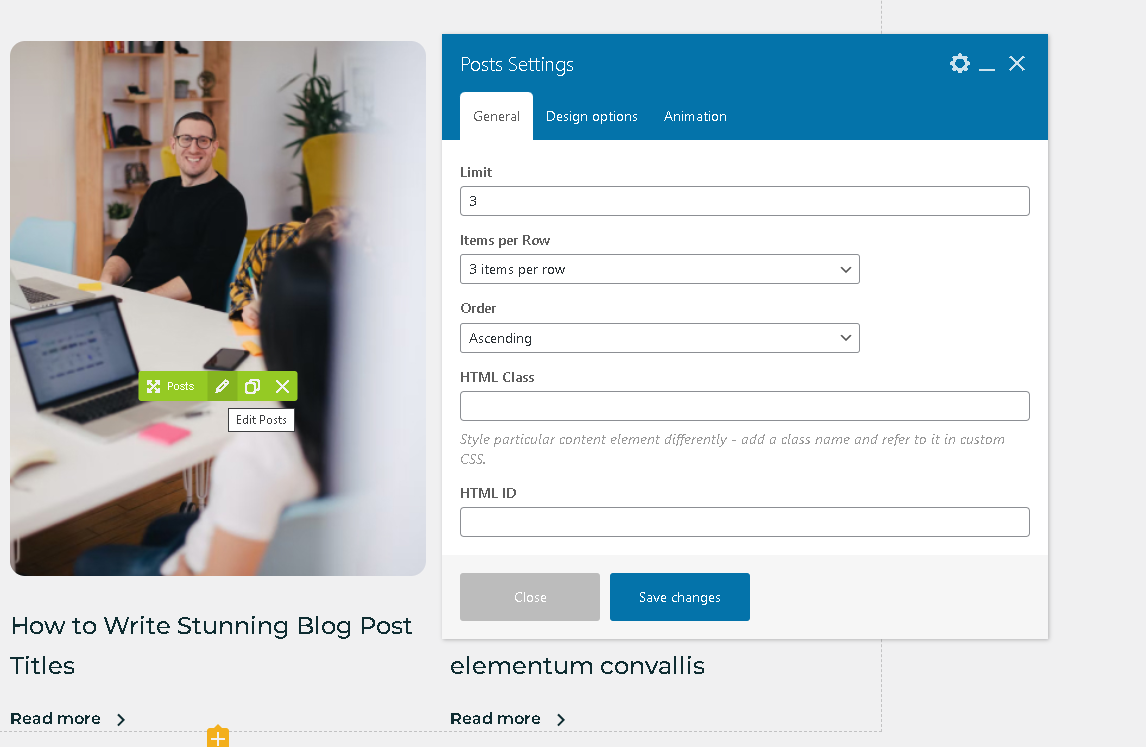 Posts Settings
General
Design options
Animation
Limit
3
Items per Row
3 items per row
Order
Ascending
HTML Class
Style particular content element differently - add a class name and refer to it in custom
CSS.
HTML ID
Close
Save changes
Posts
Edit Posts
How to Write Stunning Blog Post
Titles
Read more
elementum convallis
Read more